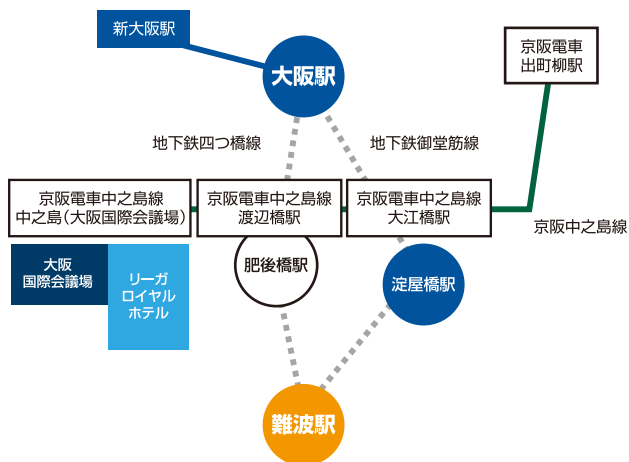 新大阪駅
大阪駅
京阪電車
出町柳駅
地下鉄四つ橋線
地下鉄御堂筋線
京阪電車中之島線
中之島(大阪国際会議場)
京阪電車中之島線
渡辺橋駅
京阪電車中之島線
大江橋駅
京阪中之島線
大阪
国際会議場
リーガ
ロイヤル
ホテル
肥後橋駅
淀屋橋駅
難波駅